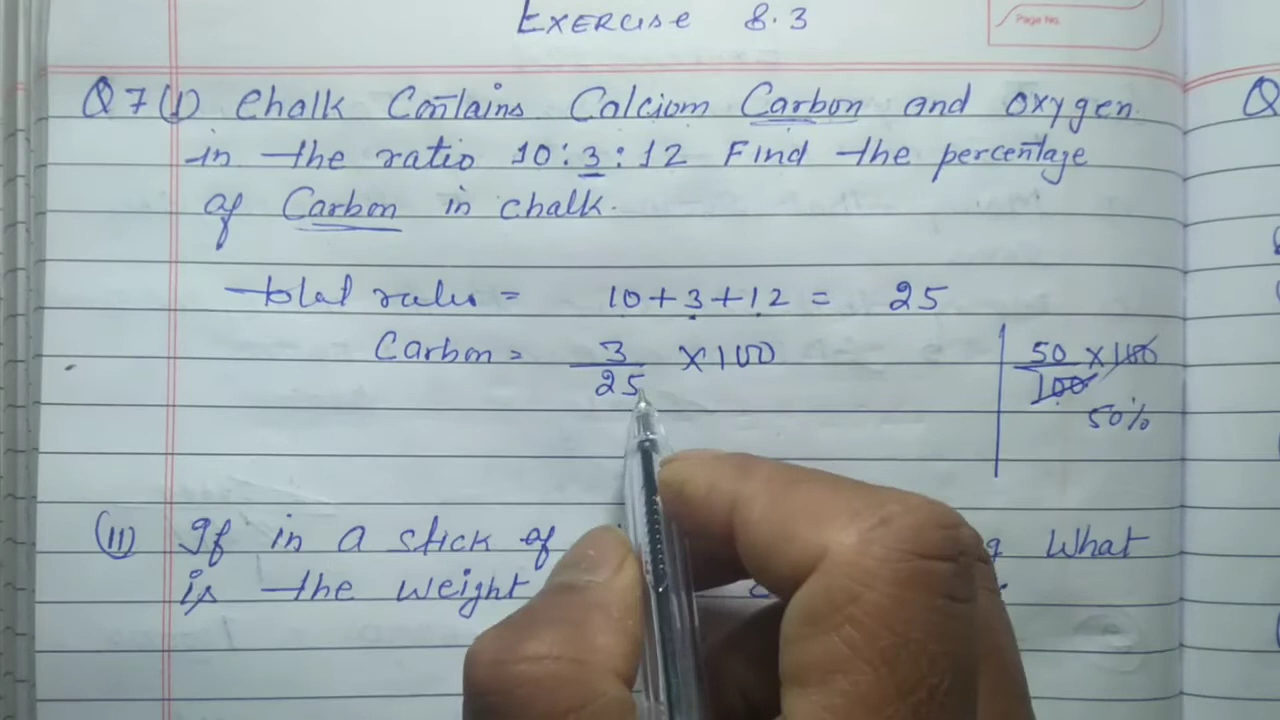 Exercise 8.3
Page No.
Q 7 (I) Chalk Contains Calcium Carbon and oxygen
in the ratio 10:3:12 Find the percentage
of Carbon in chalk.
total ratio = 10+3+12 = 25
Carbon = 3/25 ×100
50×100/100
50%
(II) If in a stick of What
is the weight
Q